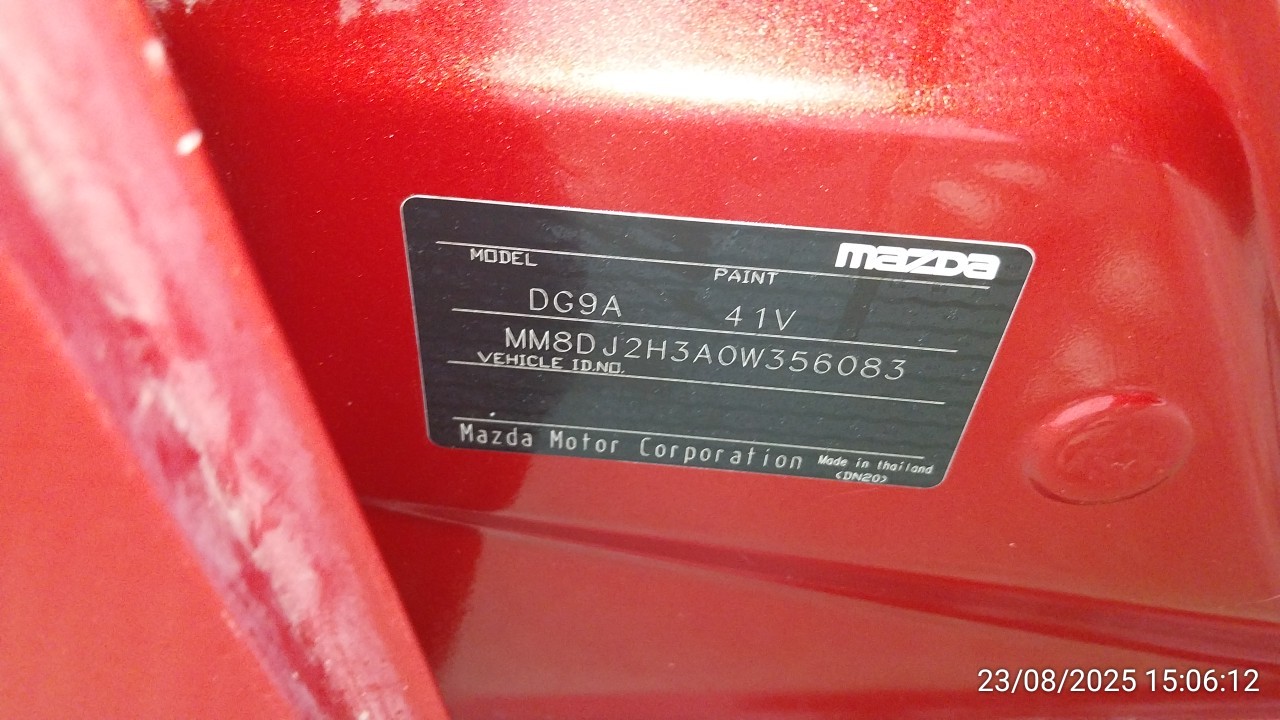 mazda
MODEL PAINT
DG9A 41V
MM8DJ2H3A0W356083
VEHICLE ID.NO.
Mazda Motor Corporation Made in thailand
(DN20)
23/08/2025 15:06:12